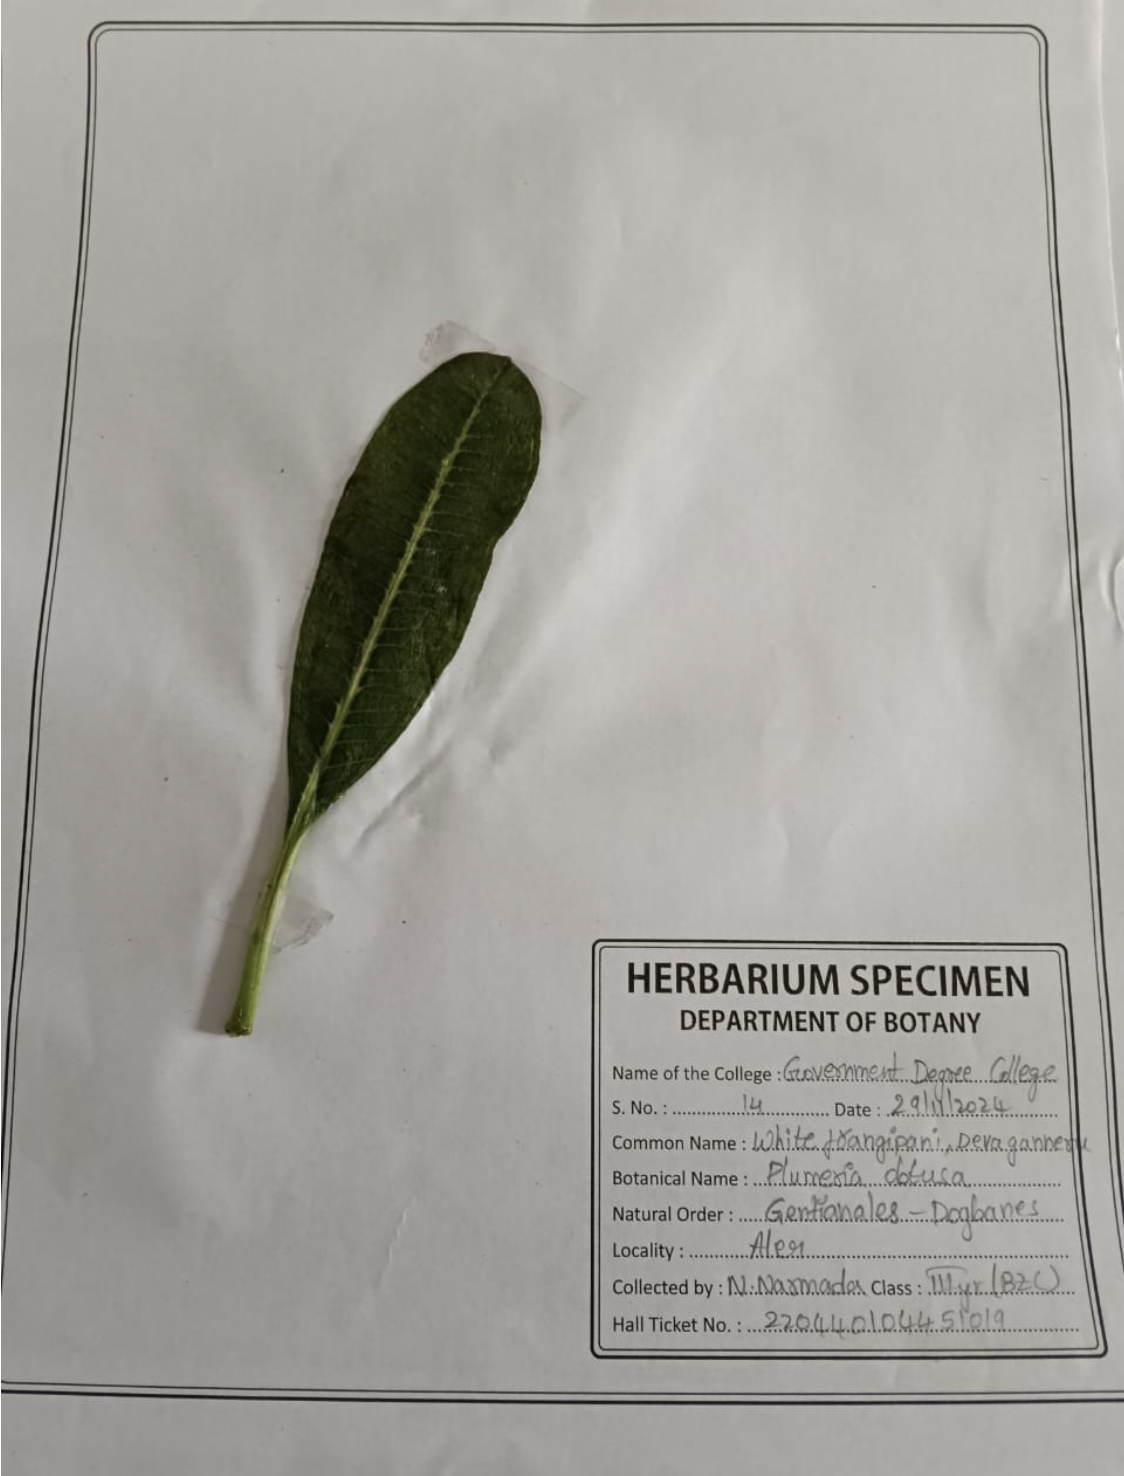 HERBARIUM SPECIMEN
DEPARTMENT OF BOTANY
Name of the College : Government Degree College
S. No. : 14 Date : 29/11/2024
Common Name : White frangipani, Devaganneru
Botanical Name : Plumeria obtusa
Natural Order : Gentianales - Dogbanes
Locality : Aler
Collected by : N. Narmada Class : III yr (BZC)
Hall Ticket No. : 220440104451019